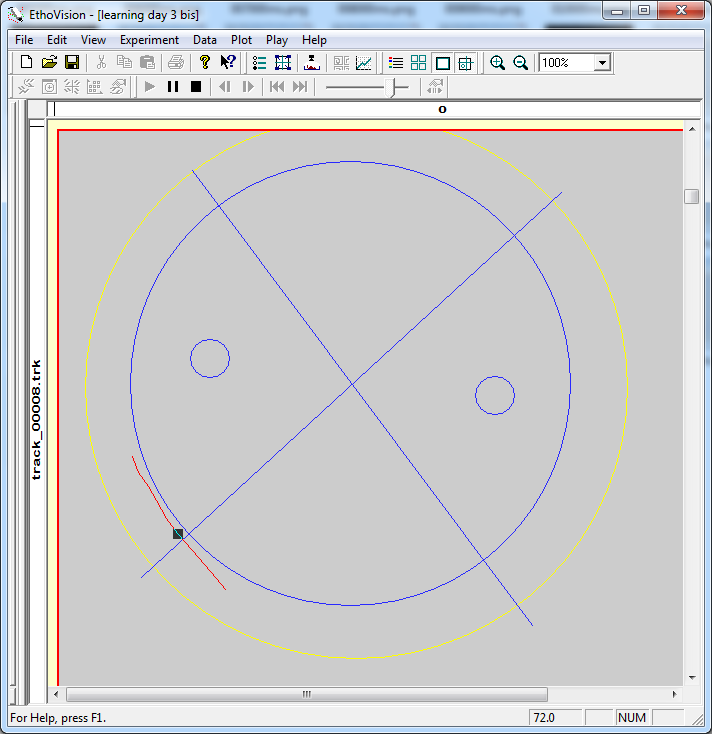 EthoVision - [learning day 3 bis]
File Edit View Experiment Data Plot Play Help
100%
O
track_00008.trk
For Help, press F1.
72.0
NUM